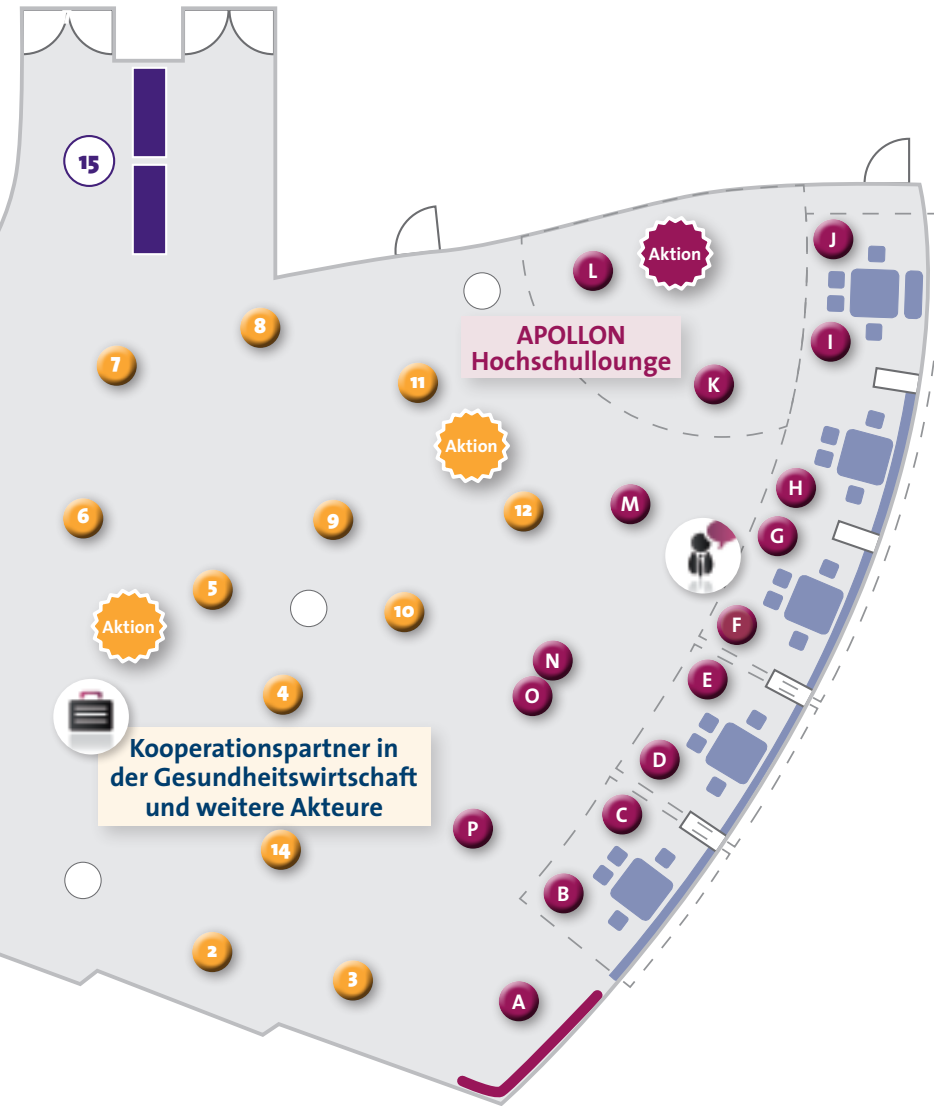 15
J
L
Aktion
8
APOLLON
Hochschullounge
I
7
11
K
Aktion
H
M
12
6
9
G
5
10
F
Aktion
N
E
4
O
Kooperationspartner in
der Gesundheitswirtschaft
und weitere Akteure
D
C
P
14
B
2
3
A